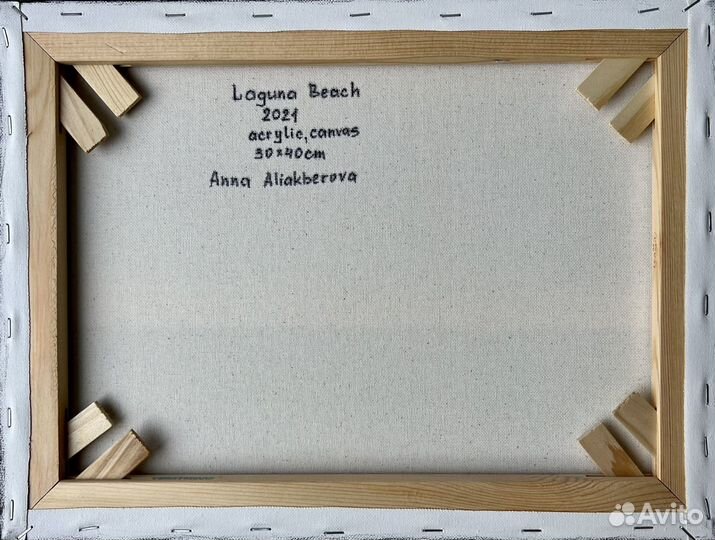 Laguna Beach
2021
acrylic, canvas
30×40cm
Anna Aliakberova
Avito